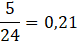 5/24 = 0,21